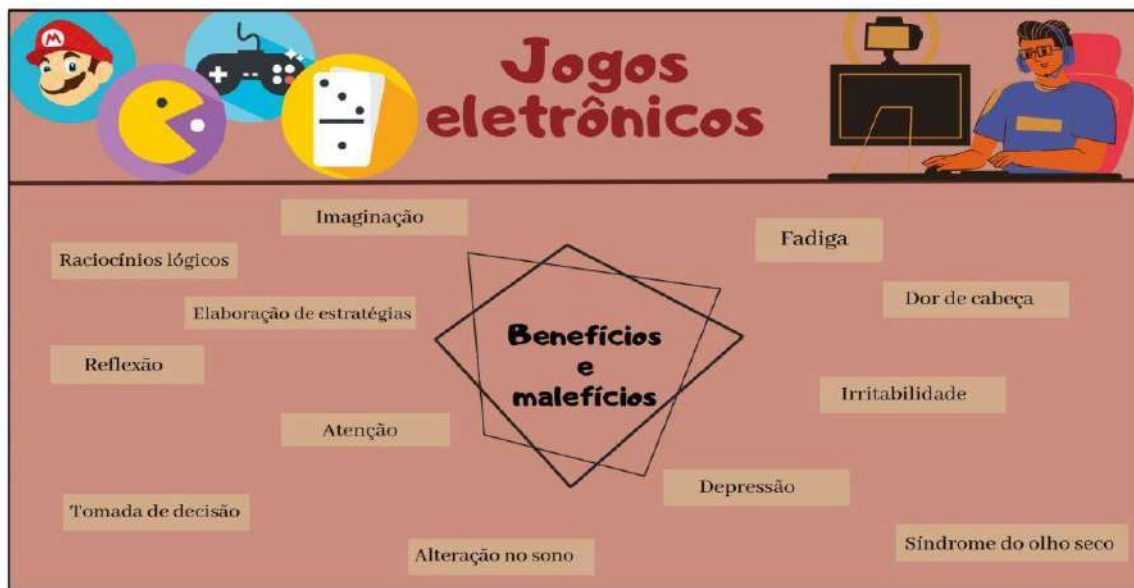 Jogos
eletrônicos
Imaginação
Raciocínios lógicos
Elaboração de estratégias
Reflexão
Atenção
Tomada de decisão
Alteração no sono
Benefícios
e
malefícios
Fadiga
Dor de cabeça
Irritabilidade
Depressão
Síndrome do olho seco
M